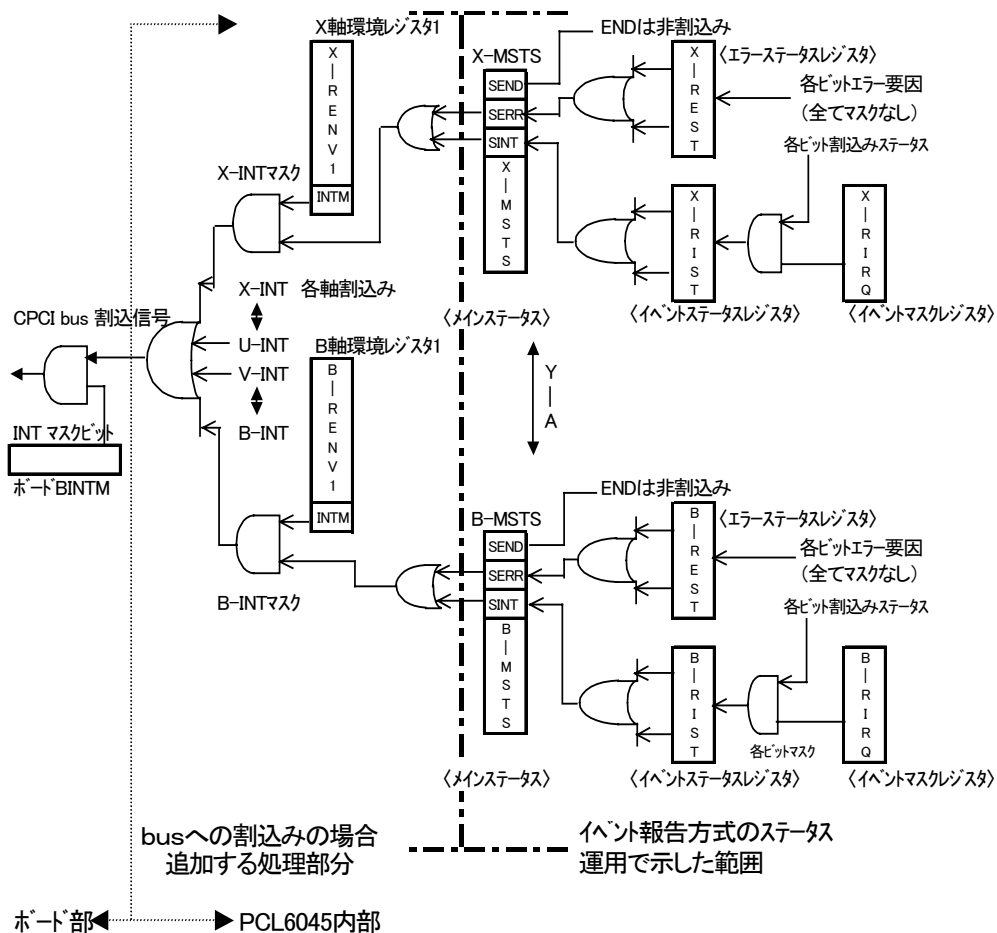 X軸環境レジスタ1
X|RENV1
INTM
X-INTマスク
X-MSTS
SEND
SERR
SINT
X|MSTS
〈メインステータス〉
ENDは非割込み
X|REST
〈エラーステータスレジスタ〉
各ビットエラー要因
(全てマスクなし)
各ビット割込みステータス
X|RIST
〈イベントステータスレジスタ〉
X|RIRQ
〈イベントマスクレジスタ〉
X-INT 各軸割込み
U-INT
V-INT
B-INT
CPCI bus 割込信号
INT マスクビット
ボードBINTM
Y|A
B軸環境レジスタ1
B|RENV1
INTM
B-INTマスク
B-MSTS
SEND
SERR
SINT
B|MSTS
〈メインステータス〉
ENDは非割込み
B|REST
〈エラーステータスレジスタ〉
各ビットエラー要因
(全てマスクなし)
各ビット割込みステータス
B|RIST
〈イベントステータスレジスタ〉
各ビットマスク
B|RIRQ
〈イベントマスクレジスタ〉
busへの割込みの場合
追加する処理部分
イベント報告方式のステータス
運用で示した範囲
ボード部
PCL6045内部